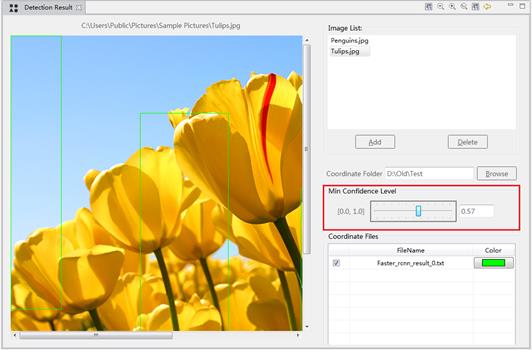 Detection Result
C:\Users\Public\Pictures\Sample Pictures\Tulips.jpg
Image List:
Penguins.jpg
Tulips.jpg
Add
Delete
Coordinate Folder D:\Old\Test Browse
Min Confidence Level
[0.0, 1.0] 0.57
Coordinate Files
FileName Color
Faster_rcnn_result_0.txt